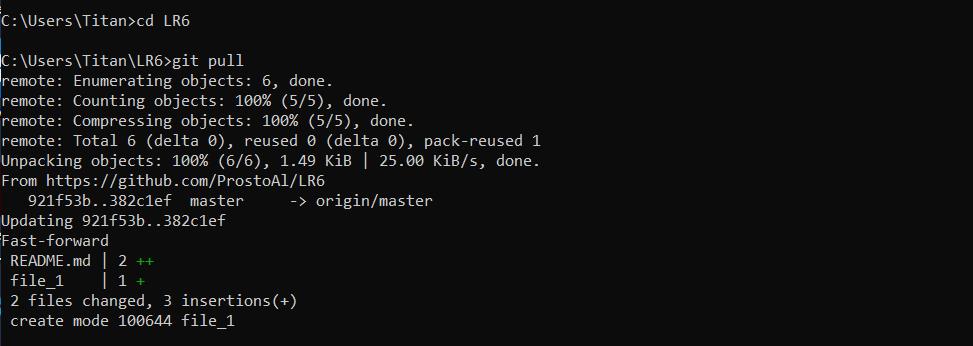 C:\Users\Titan>cd LR6
C:\Users\Titan\LR6>git pull
remote: Enumerating objects: 6, done.
remote: Counting objects: 100% (5/5), done.
remote: Compressing objects: 100% (5/5), done.
remote: Total 6 (delta 0), reused 0 (delta 0), pack-reused 1
Unpacking objects: 100% (6/6), 1.49 KiB | 25.00 KiB/s, done.
From https://github.com/ProstoAl/LR6
   921f53b..382c1ef  master     -> origin/master
Updating 921f53b..382c1ef
Fast-forward
 README.md | 2 ++
 file_1    | 1 +
 2 files changed, 3 insertions(+)
 create mode 100644 file_1